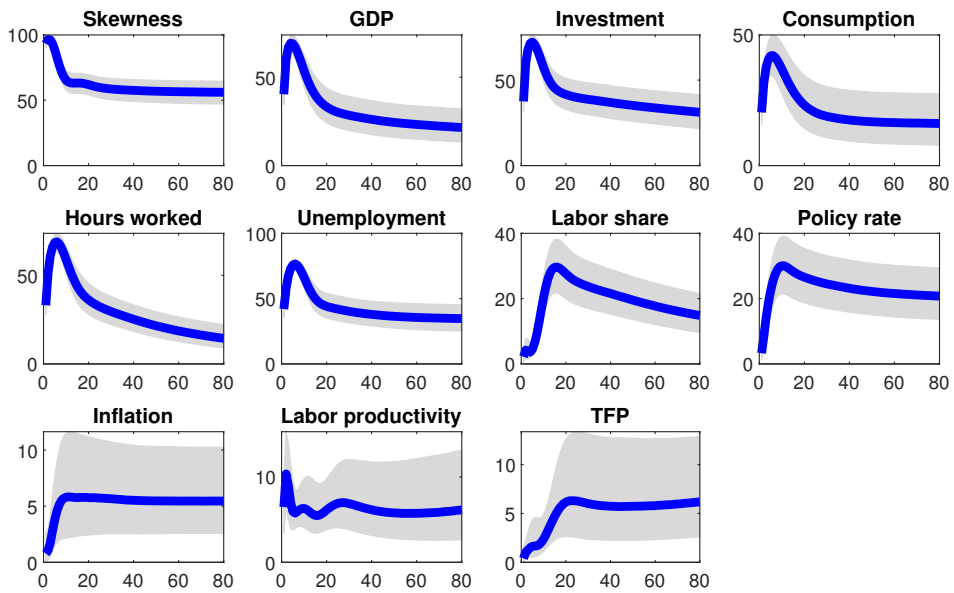 Skewness GDP Investment Consumption
100 50 0 0 20 40 60 80
50 0 0 20 40 60 80
50 0 0 20 40 60 80
50 0 0 20 40 60 80
Hours worked Unemployment Labor share Policy rate
50 0 0 20 40 60 80
100 50 0 0 20 40 60 80
40 20 0 0 20 40 60 80
40 20 0 0 20 40 60 80
Inflation Labor productivity TFP
10 5 0 0 20 40 60 80
10 0 0 20 40 60 80
10 5 0 0 20 40 60 80